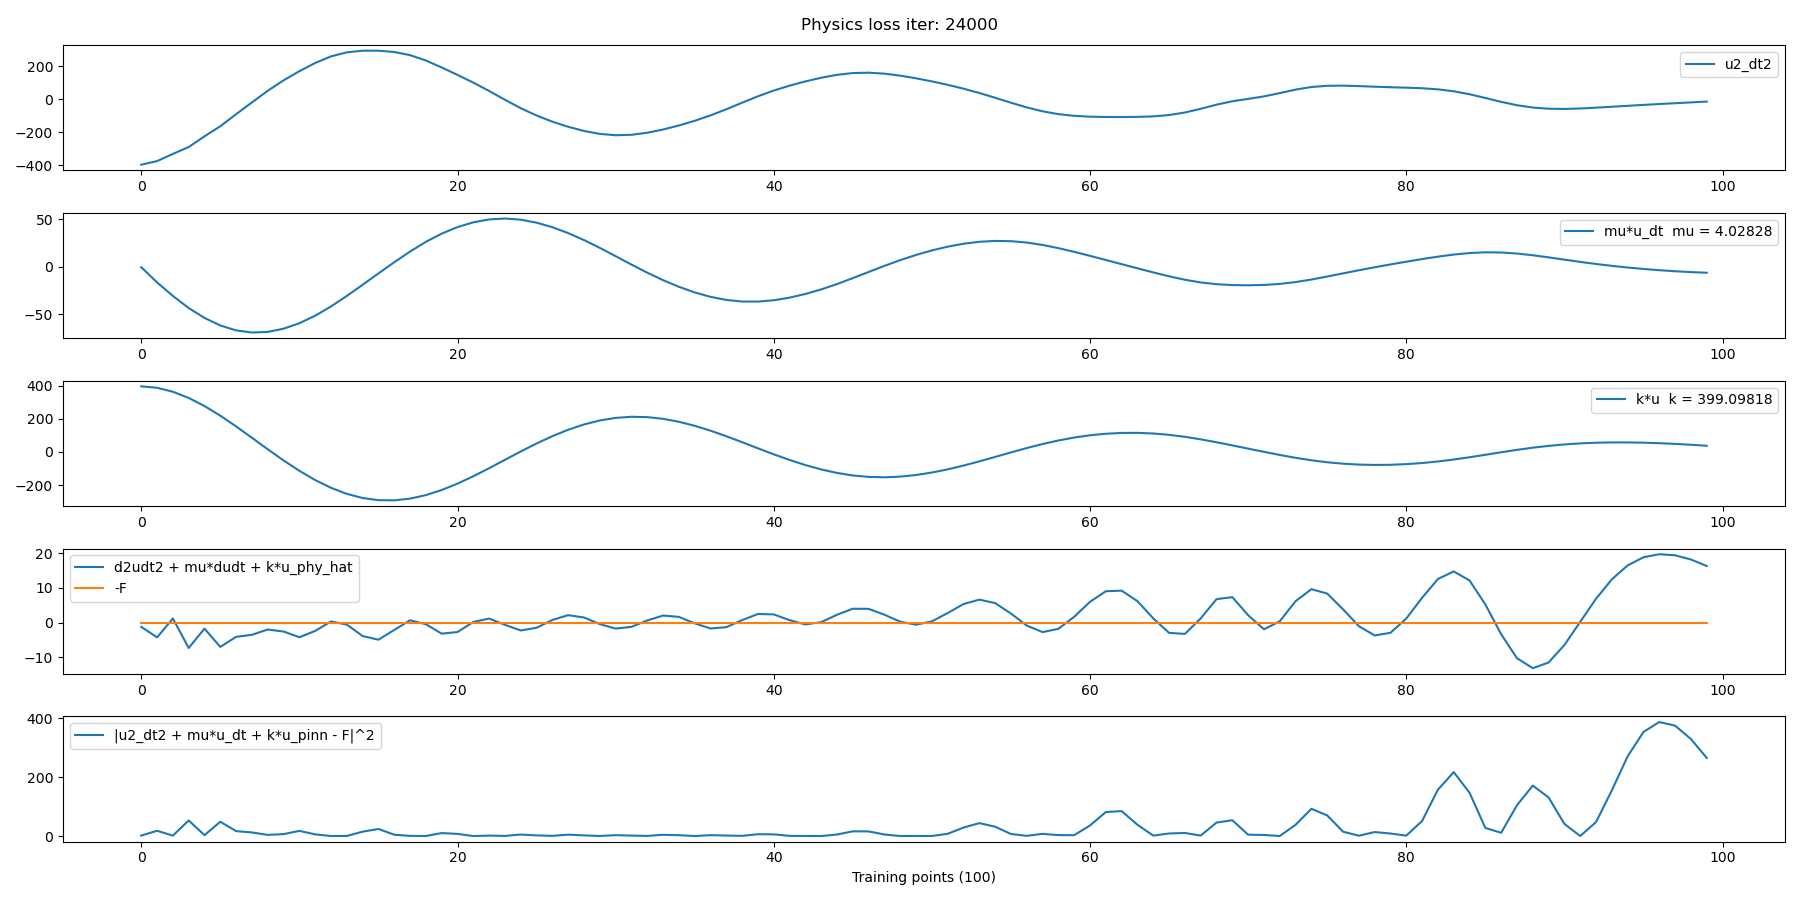 Physics loss iter: 24000
200
0
−200
−400
u2_dt2
0 20 40 60 80 100
50
0
−50
mu*u_dt  mu = 4.02828
0 20 40 60 80 100
400
200
0
−200
k*u  k = 399.09818
0 20 40 60 80 100
20
10
0
−10
d2udt2 + mu*dudt + k*u_phy_hat
-F
0 20 40 60 80 100
400
200
0
|u2_dt2 + mu*u_dt + k*u_pinn - F|^2
0 20 40 60 80 100
Training points (100)